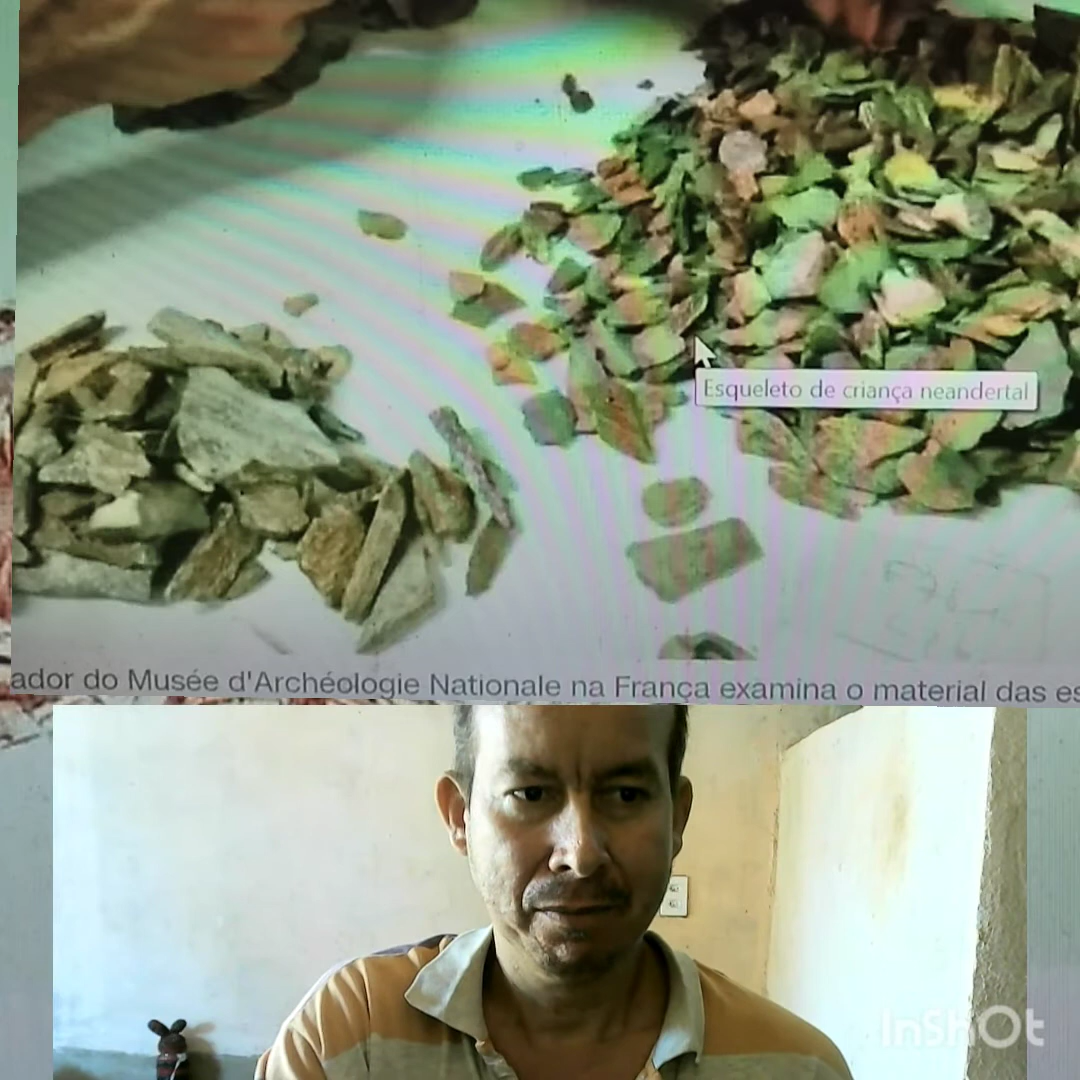 Esqueleto de criança neandertal
ador do Musée d'Archéologie Nationale na França examina o material das es
InShOt